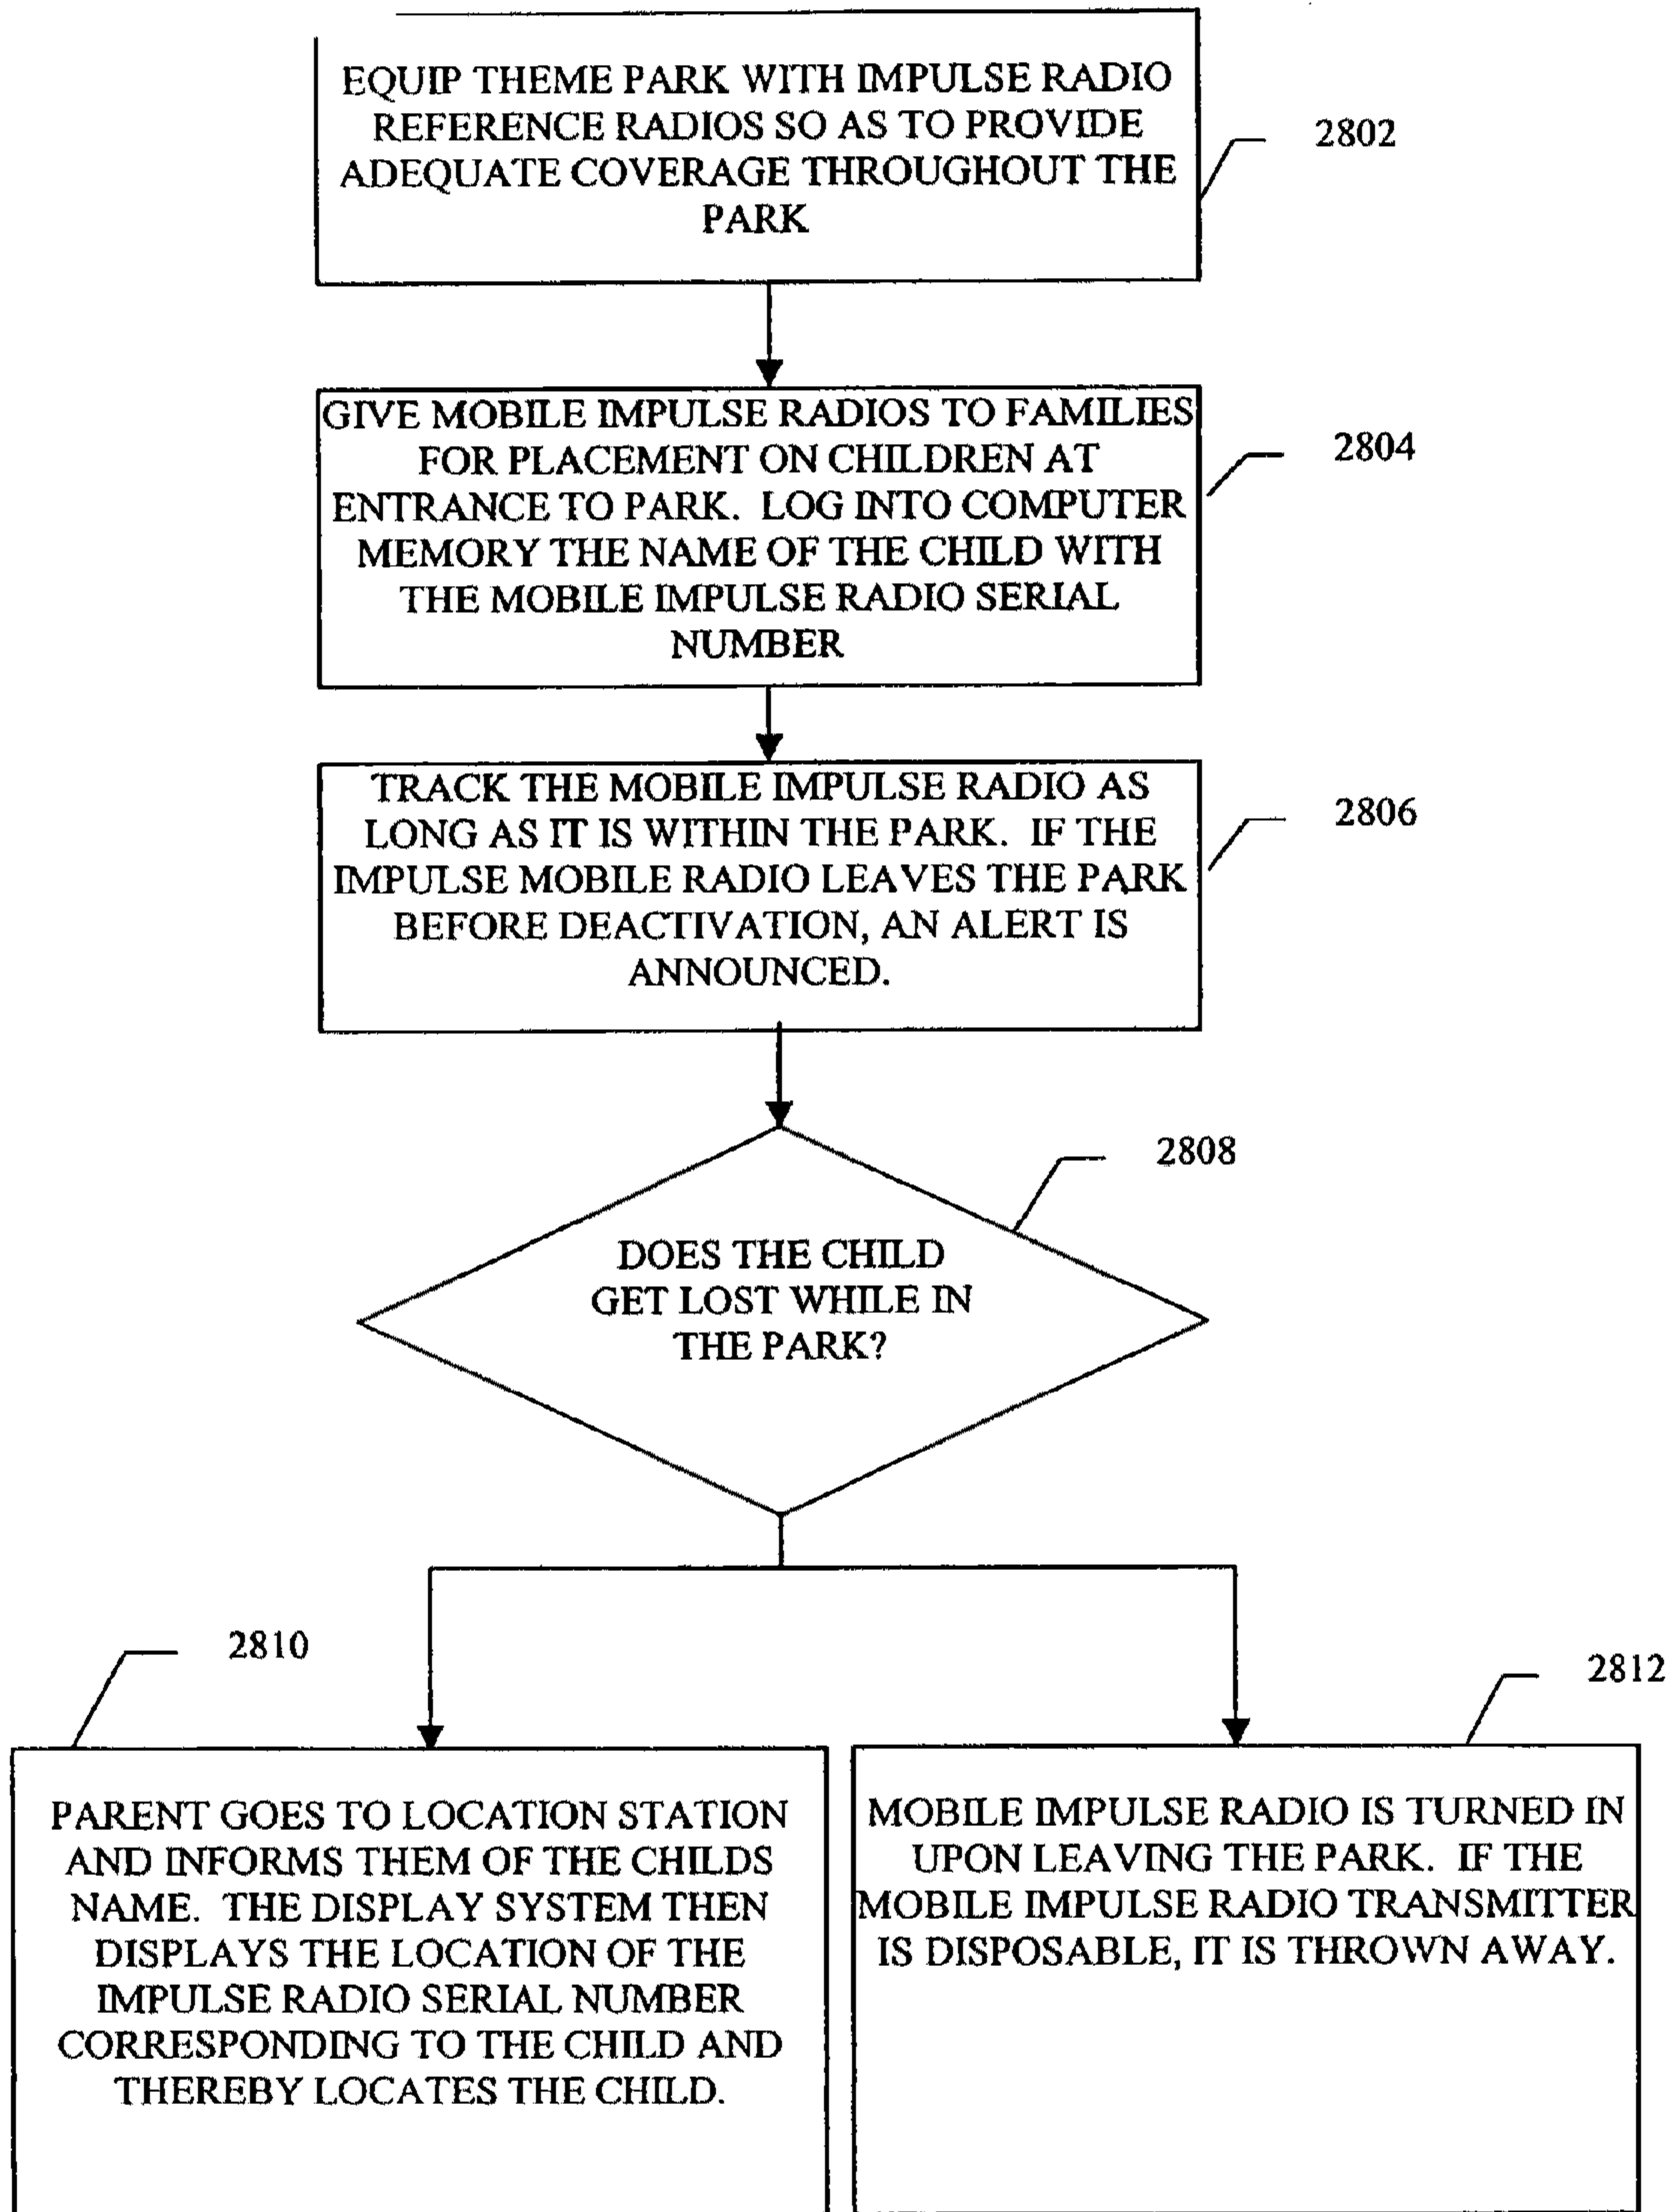 EQUIP THEME PARK WITH IMPULSE RADIO
REFERENCE RADIOS SO AS TO PROVIDE
ADEQUATE COVERAGE THROUGHOUT THE
PARK
2802
GIVE MOBILE IMPULSE RADIOS TO FAMILIES
FOR PLACEMENT ON CHILDREN AT
ENTRANCE TO PARK. LOG INTO COMPUTER
MEMORY THE NAME OF THE CHILD WITH
THE MOBILE IMPULSE RADIO SERIAL
NUMBER
2804
TRACK THE MOBILE IMPULSE RADIO AS
LONG AS IT IS WITHIN THE PARK. IF THE
IMPULSE MOBILE RADIO LEAVES THE PARK
BEFORE DEACTIVATION, AN ALERT IS
ANNOUNCED.
2806
DOES THE CHILD
GET LOST WHILE IN
THE PARK?
2808
2810
PARENT GOES TO LOCATION STATION
AND INFORMS THEM OF THE CHILDS
NAME. THE DISPLAY SYSTEM THEN
DISPLAYS THE LOCATION OF THE
IMPULSE RADIO SERIAL NUMBER
CORRESPONDING TO THE CHILD AND
THEREBY LOCATES THE CHILD.
2812
MOBILE IMPULSE RADIO IS TURNED IN
UPON LEAVING THE PARK. IF THE
MOBILE IMPULSE RADIO TRANSMITTER
IS DISPOSABLE, IT IS THROWN AWAY.